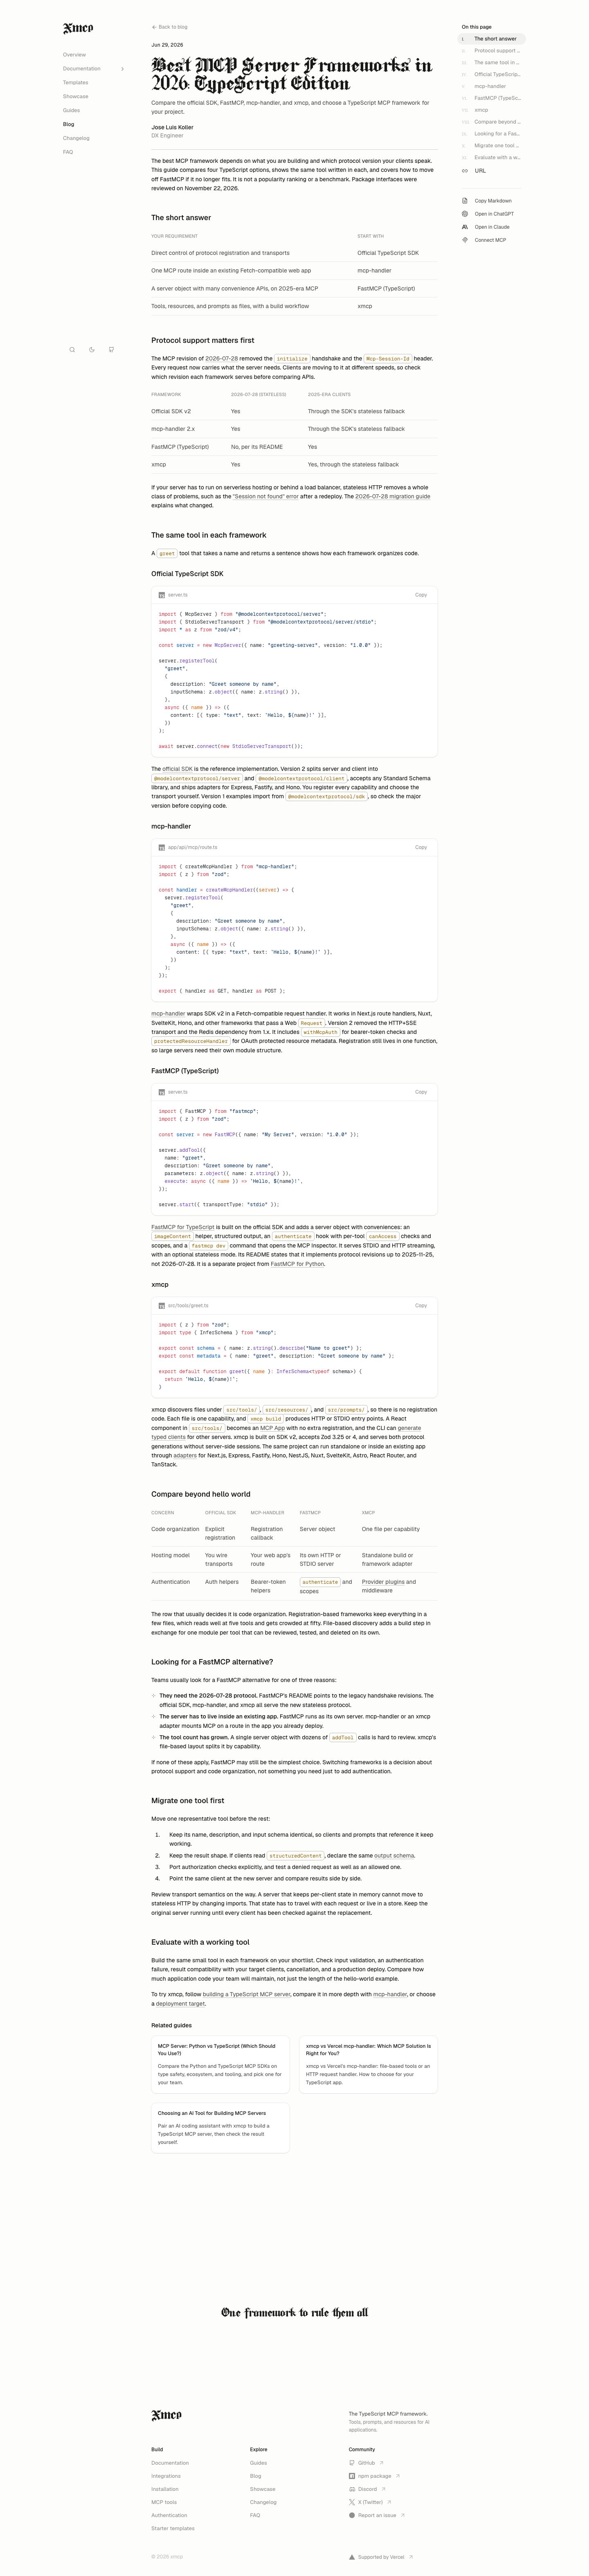 Xmcp
Overview
Documentation
Templates
Showcase
Guides
Blog
Changelog
FAQ
Back to blog
Jun 29, 2026
Best MCP Server Frameworks in
2026: TypeScript Edition
Compare the official SDK, FastMCP, mcp-handler, and xmcp, and choose a TypeScript MCP framework for
your project.
Jose Luis Koller
DX Engineer
The best MCP framework depends on what you are building and which protocol version your clients speak.
This guide compares four TypeScript options, shows the same tool written in each, and covers how to move
off FastMCP if it no longer fits. It is not a popularity ranking or a benchmark. Package interfaces were
reviewed on November 22, 2026.
The short answer
YOUR REQUIREMENT START WITH
Direct control of protocol registration and transports Official TypeScript SDK
One MCP route inside an existing Fetch-compatible web app mcp-handler
A server object with many convenience APIs, on 2025-era MCP FastMCP (TypeScript)
Tools, resources, and prompts as files, with a build workflow xmcp
Protocol support matters first
The MCP revision of 2026-07-28 removed the initialize handshake and the Mcp-Session-Id header.
Every request now carries what the server needs. Clients are moving to it at different speeds, so check
which revision each framework serves before comparing APIs.
FRAMEWORK 2026-07-28 (STATELESS) 2025-ERA CLIENTS
Official SDK v2 Yes Through the SDK's stateless fallback
mcp-handler 2.x Yes Through the SDK's stateless fallback
FastMCP (TypeScript) No, per its README Yes
xmcp Yes Yes, through the stateless fallback
If your server has to run on serverless hosting or behind a load balancer, stateless HTTP removes a whole
class of problems, such as the "Session not found" error after a redeploy. The 2026-07-28 migration guide
explains what changed.
The same tool in each framework
A greet tool that takes a name and returns a sentence shows how each framework organizes code.
Official TypeScript SDK
server.ts Copy
import { McpServer } from "@modelcontextprotocol/server";
import { StdioServerTransport } from "@modelcontextprotocol/server/stdio";
import * as z from "zod/v4";
const server = new McpServer({ name: "greeting-server", version: "1.0.0" });
server.registerTool(
"greet",
{
description: "Greet someone by name",
inputSchema: z.object({ name: z.string() }),
},
async ({ name }) => ({
content: [{ type: "text", text: `Hello, ${name}!` }],
})
);
await server.connect(new StdioServerTransport());
The official SDK is the reference implementation. Version 2 splits server and client into
@modelcontextprotocol/server and @modelcontextprotocol/client, accepts any Standard Schema
library, and ships adapters for Express, Fastify, and Hono. You register every capability and choose the
transport yourself. Version 1 examples import from @modelcontextprotocol/sdk, so check the major
version before copying code.
mcp-handler
app/api/mcp/route.ts Copy
import { createMcpHandler } from "mcp-handler";
import { z } from "zod";
const handler = createMcpHandler((server) => {
server.registerTool(
"greet",
{
description: "Greet someone by name",
inputSchema: z.object({ name: z.string() }),
},
async ({ name }) => ({
content: [{ type: "text", text: `Hello, ${name}!` }],
})
);
});
export { handler as GET, handler as POST };
mcp-handler wraps SDK v2 in a Fetch-compatible request handler. It works in Next.js route handlers, Nuxt,
SvelteKit, Hono, and other frameworks that pass a Web Request. Version 2 removed the HTTP+SSE
transport and the Redis dependency from 1.x. It includes withMcpAuth for bearer-token checks and
protectedResourceHandler for OAuth protected resource metadata. Registration still lives in one function,
so large servers need their own module structure.
FastMCP (TypeScript)
server.ts Copy
import { FastMCP } from "fastmcp";
import { z } from "zod";
const server = new FastMCP({ name: "My Server", version: "1.0.0" });
server.addTool({
name: "greet",
description: "Greet someone by name",
parameters: z.object({ name: z.string() }),
execute: async ({ name }) => `Hello, ${name}!`,
});
server.start({ transportType: "stdio" });
FastMCP for TypeScript is built on the official SDK and adds a server object with conveniences: an
imageContent helper, structured output, an authenticate hook with per-tool canAccess checks and
scopes, and a fastmcp dev command that opens the MCP Inspector. It serves STDIO and HTTP streaming,
with an optional stateless mode. Its README states that it implements protocol revisions up to 2025-11-25,
not 2026-07-28. It is a separate project from FastMCP for Python.
xmcp
src/tools/greet.ts Copy
import { z } from "zod";
import type { InferSchema } from "xmcp";
export const schema = { name: z.string().describe("Name to greet") };
export const metadata = { name: "greet", description: "Greet someone by name" };
export default function greet({ name }: InferSchema<typeof schema>) {
return `Hello, ${name}!`;
}
xmcp discovers files under src/tools/, src/resources/, and src/prompts/, so there is no registration
code. Each file is one capability, and xmcp build produces HTTP or STDIO entry points. A React
component in src/tools/ becomes an MCP App with no extra registration, and the CLI can generate
typed clients for other servers. xmcp is built on SDK v2, accepts Zod 3.25 or 4, and serves both protocol
generations without server-side sessions. The same project can run standalone or inside an existing app
through adapters for Next.js, Express, Fastify, Hono, NestJS, Nuxt, SvelteKit, Astro, React Router, and
TanStack.
Compare beyond hello world
CONCERN OFFICIAL SDK MCP-HANDLER FASTMCP XMCP
Code organization Explicit registration Registration callback Server object One file per capability
Hosting model You wire transports Your web app's route Its own HTTP or STDIO server Standalone build or framework adapter
Authentication Auth helpers Bearer-token helpers authenticate and scopes Provider plugins and middleware
The row that usually decides it is code organization. Registration-based frameworks keep everything in a
few files, which reads well at five tools and gets crowded at fifty. File-based discovery adds a build step in
exchange for one module per tool that can be reviewed, tested, and deleted on its own.
Looking for a FastMCP alternative?
Teams usually look for a FastMCP alternative for one of three reasons:
They need the 2026-07-28 protocol. FastMCP's README points to the legacy handshake revisions. The
official SDK, mcp-handler, and xmcp all serve the new stateless protocol.
The server has to live inside an existing app. FastMCP runs as its own server. mcp-handler or an xmcp
adapter mounts MCP on a route in the app you already deploy.
The tool count has grown. A single server object with dozens of addTool calls is hard to review. xmcp's
file-based layout splits it by capability.
If none of these apply, FastMCP may still be the simplest choice. Switching frameworks is a decision about
protocol support and code organization, not something you need just to add authentication.
Migrate one tool first
Move one representative tool before the rest:
1. Keep its name, description, and input schema identical, so clients and prompts that reference it keep
working.
2. Keep the result shape. If clients read structuredContent, declare the same output schema.
3. Port authorization checks explicitly, and test a denied request as well as an allowed one.
4. Point the same client at the new server and compare results side by side.
Review transport semantics on the way. A server that keeps per-client state in memory cannot move to
stateless HTTP by changing imports. That state has to travel with each request or live in a store. Keep the
original server running until every client has been checked against the replacement.
Evaluate with a working tool
Build the same small tool in each framework on your shortlist. Check input validation, an authentication
failure, result compatibility with your target clients, cancellation, and a production deploy. Compare how
much application code your team will maintain, not just the length of the hello-world example.
To try xmcp, follow building a TypeScript MCP server, compare it in more depth with mcp-handler, or choose
a deployment target.
Related guides
MCP Server: Python vs TypeScript (Which Should
You Use?)
Compare the Python and TypeScript MCP SDKs on
type safety, ecosystem, and tooling, and pick one for
your team.
xmcp vs Vercel mcp-handler: Which MCP Solution Is
Right for You?
xmcp vs Vercel's mcp-handler: file-based tools or an
HTTP request handler. How to choose for your
TypeScript app.
Choosing an AI Tool for Building MCP Servers
Pair an AI coding assistant with xmcp to build a
TypeScript MCP server, then check the result
yourself.
On this page
The short answer
Protocol support ...
The same tool in ...
Official TypeScrip...
mcp-handler
FastMCP (TypeSc...
xmcp
Compare beyond ...
Looking for a Fas...
Migrate one tool ...
Evaluate with a w...
URL
Copy Markdown
Open in ChatGPT
Open in Claude
Connect MCP
One framework to rule them all
Xmcp
The TypeScript MCP framework.
Tools, prompts, and resources for AI
applications.
Build
Documentation
Integrations
Installation
MCP tools
Authentication
Starter templates
Explore
Guides
Blog
Showcase
Changelog
FAQ
Community
GitHub
npm package
Discord
X (Twitter)
Report an issue
© 2026 xmcp
Supported by Vercel